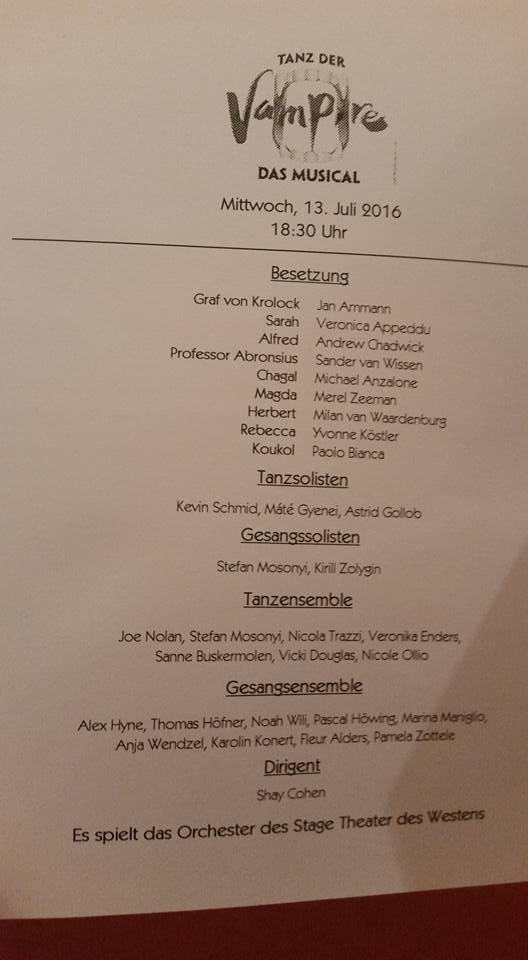 TANZ DER
Vampire
DAS MUSICAL
Mittwoch, 13. Juli 2016
18:30 Uhr
Besetzung
Graf von Krolock Jan Ammann
Sarah Veronica Appeddu
Alfred Andrew Chadwick
Professor Abronsius Sander van Wissen
Chagal Michael Anzalone
Magda Merel Zeeman
Herbert Milan van Waardenburg
Rebecca Yvonne Köstler
Koukol Paolo Bianca
Tanzsolisten
Kevin Schmid, Máté Gyenei, Astrid Gollob
Gesangssolisten
Stefan Mosonyi, Kirill Zolygin
Tanzensemble
Joe Nolan, Stefan Mosonyi, Nicola Trazzi, Veronika Enders,
Sanne Buskermolen, Vicki Douglas, Nicole Ollio
Gesangsensemble
Alex Hyne, Thomas Höfner, Noah Wili, Pascal Höwing, Marina Maniglio,
Anja Wendzel, Karolin Konert, Fleur Alders, Pamela Zottele
Dirigent
Shay Cohen
Es spielt das Orchester des Stage Theater des Westens